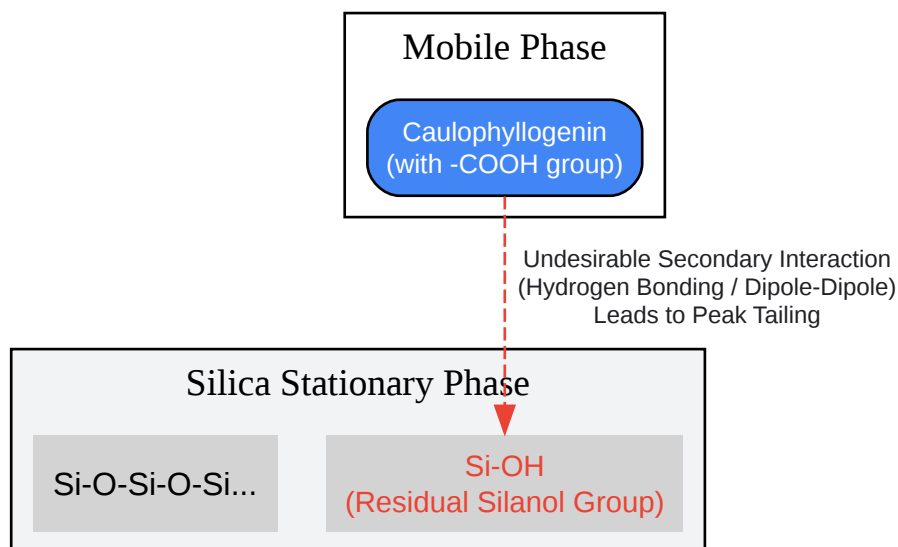 Mobile Phase
Caulophyllogenin
(with -COOH group)
Undesirable Secondary Interaction
(Hydrogen Bonding / Dipole-Dipole)
Leads to Peak Tailing
Silica Stationary Phase
Si-O-Si-O-Si...
Si-OH
(Residual Silanol Group)